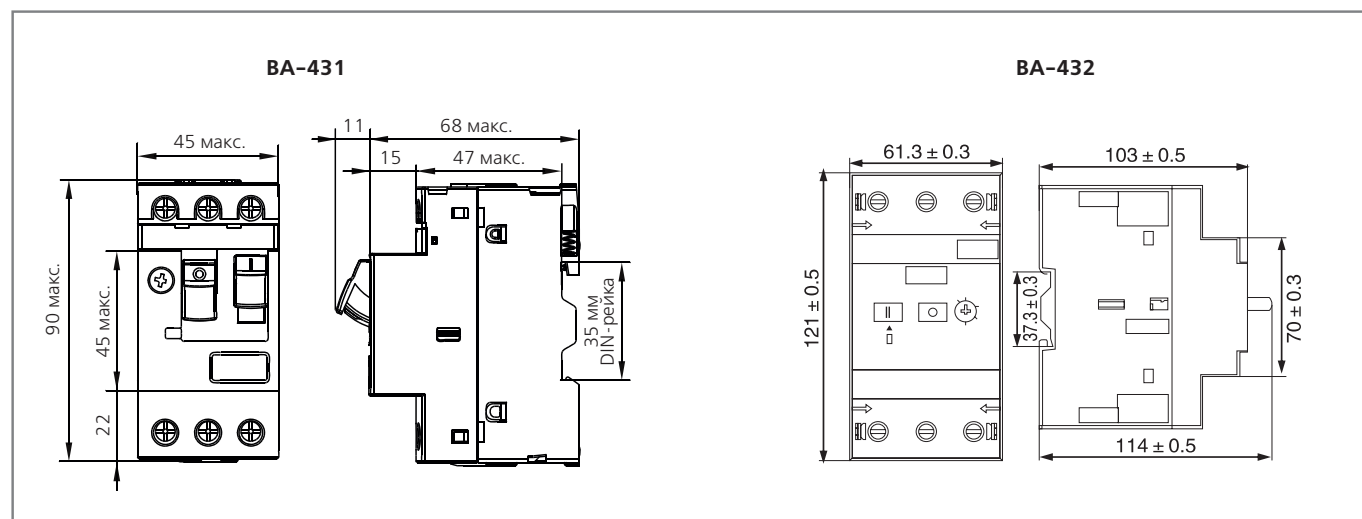 ВА-431
45 макс.
90 макс.
45 макс.
22
11
68 макс.
15
47 макс.
35 мм
DIN-рейка
ВА-432
61.3 ± 0.3
121 ± 0.5
103 ± 0.5
37.3 ± 0.3
70 ± 0.3
114 ± 0.5